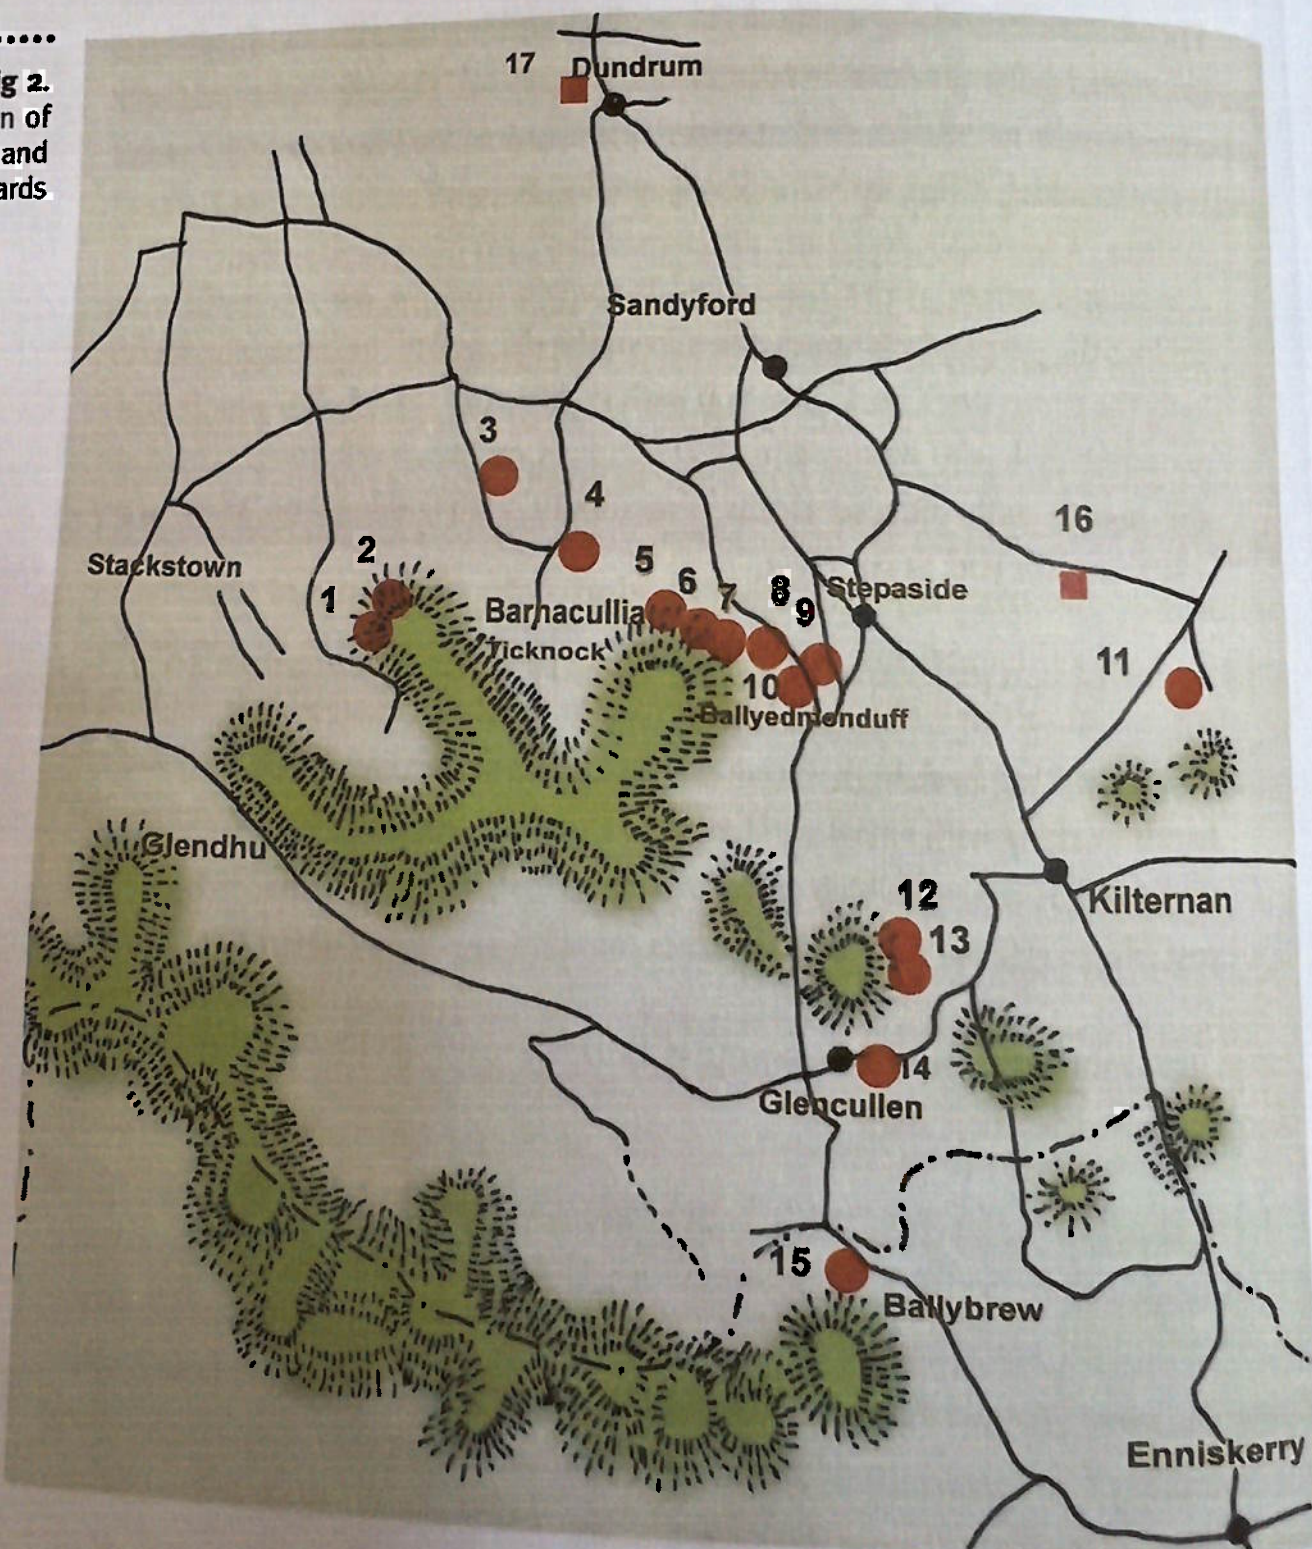 g 2.
n of
and
ards
17
Dundrum
Sandyford
3
4
16
2
Stackstown
5
1
6
7
8
9
Stepaside
Barnacullia
Ticknock
11
10
Ballyedmonduff
Glendhu
12
Kilternan
13
14
Glencullen
15
Ballybrew
Enniskerry